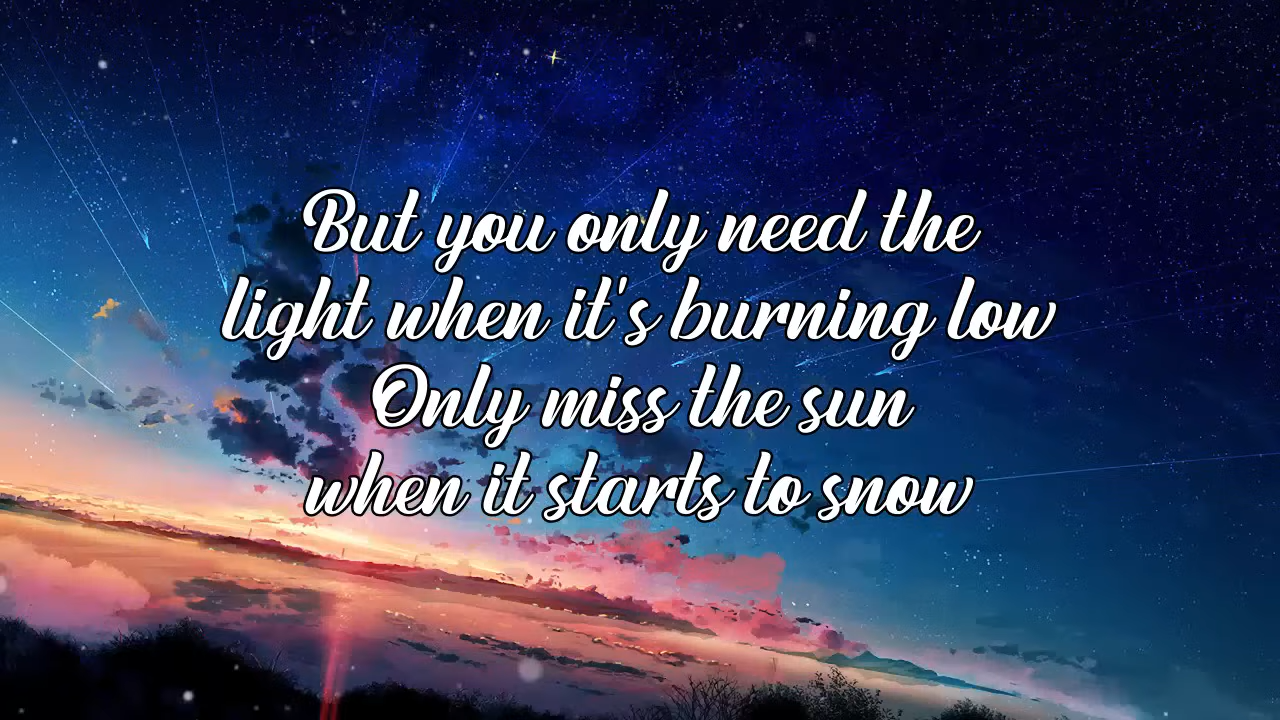 But you only need the
light when it's burning low
Only miss the sun
when it starts to snow